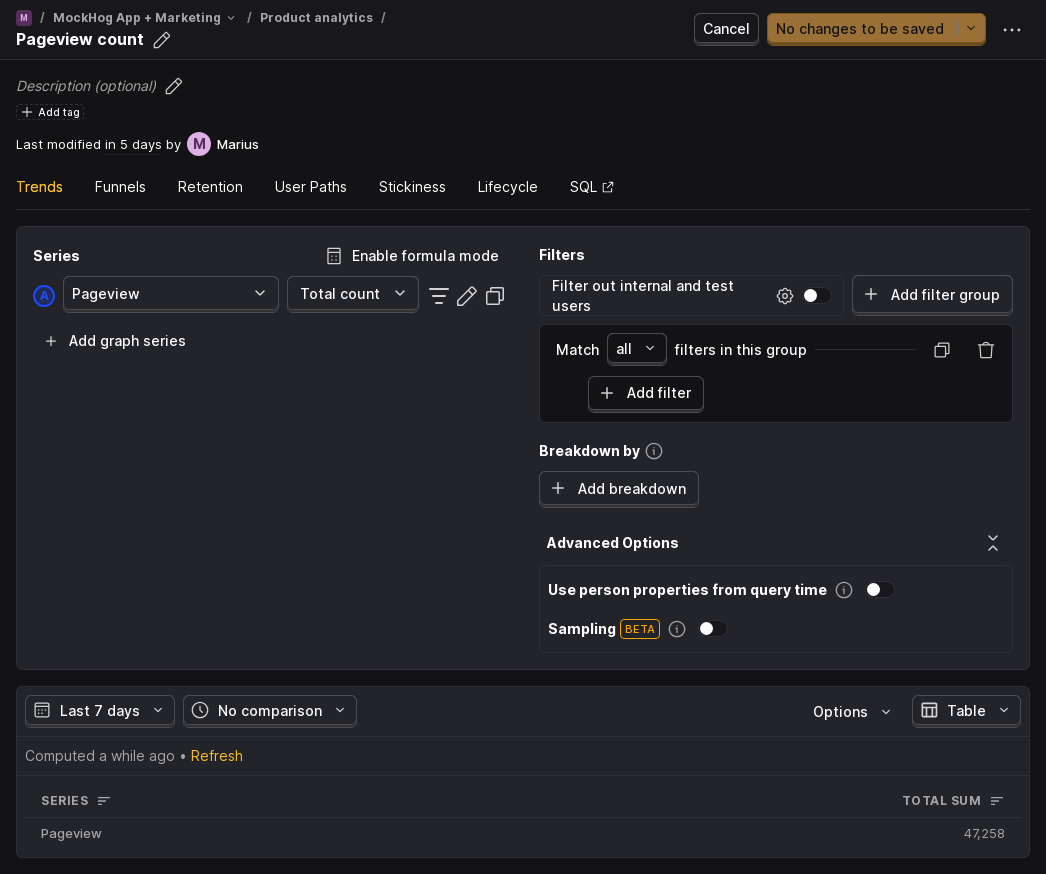 M / MockHog App + Marketing / Product analytics /
Pageview count
Cancel
No changes to be saved
Description (optional)
Add tag
Last modified in 5 days by M Marius
Trends Funnels Retention User Paths Stickiness Lifecycle SQL
Series
Enable formula mode
A Pageview Total count
Add graph series
Filters
Filter out internal and test
users
Add filter group
Match all filters in this group
Add filter
Breakdown by
Add breakdown
Advanced Options
Use person properties from query time
Sampling BETA
Last 7 days No comparison Options Table
Computed a while ago • Refresh
SERIES TOTAL SUM
Pageview 47,258